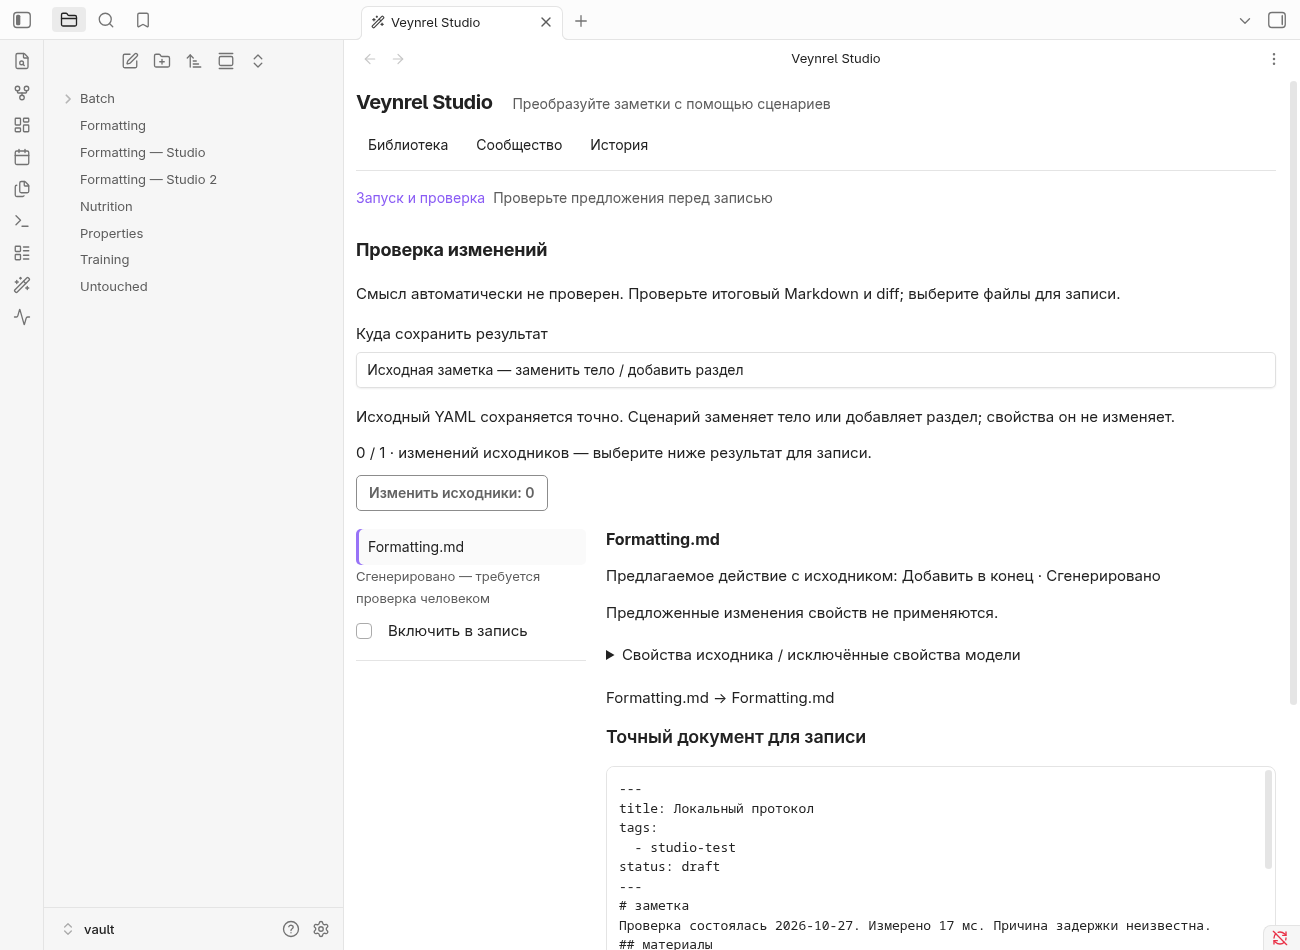 Veynrel Studio
Veynrel Studio
Batch
Formatting
Formatting — Studio
Formatting — Studio 2
Nutrition
Properties
Training
Untouched
vault
Veynrel Studio Преобразуйте заметки с помощью сценариев
Библиотека Сообщество История
Запуск и проверка Проверьте предложения перед записью
Проверка изменений
Смысл автоматически не проверен. Проверьте итоговый Markdown и diff; выберите файлы для записи.
Куда сохранить результат
Исходная заметка — заменить тело / добавить раздел
Исходный YAML сохраняется точно. Сценарий заменяет тело или добавляет раздел; свойства он не изменяет.
0 / 1 · изменений исходников — выберите ниже результат для записи.
Изменить исходники: 0
Formatting.md
Сгенерировано — требуется
проверка человеком
Включить в запись
Formatting.md
Предлагаемое действие с исходником: Добавить в конец · Сгенерировано
Предложенные изменения свойств не применяются.
Свойства исходника / исключённые свойства модели
Formatting.md → Formatting.md
Точный документ для записи
---
title: Локальный протокол
tags:
  - studio-test
status: draft
---
# заметка
Проверка состоялась 2026-10-27. Измерено 17 мс. Причина задержки неизвестна.
## материалы